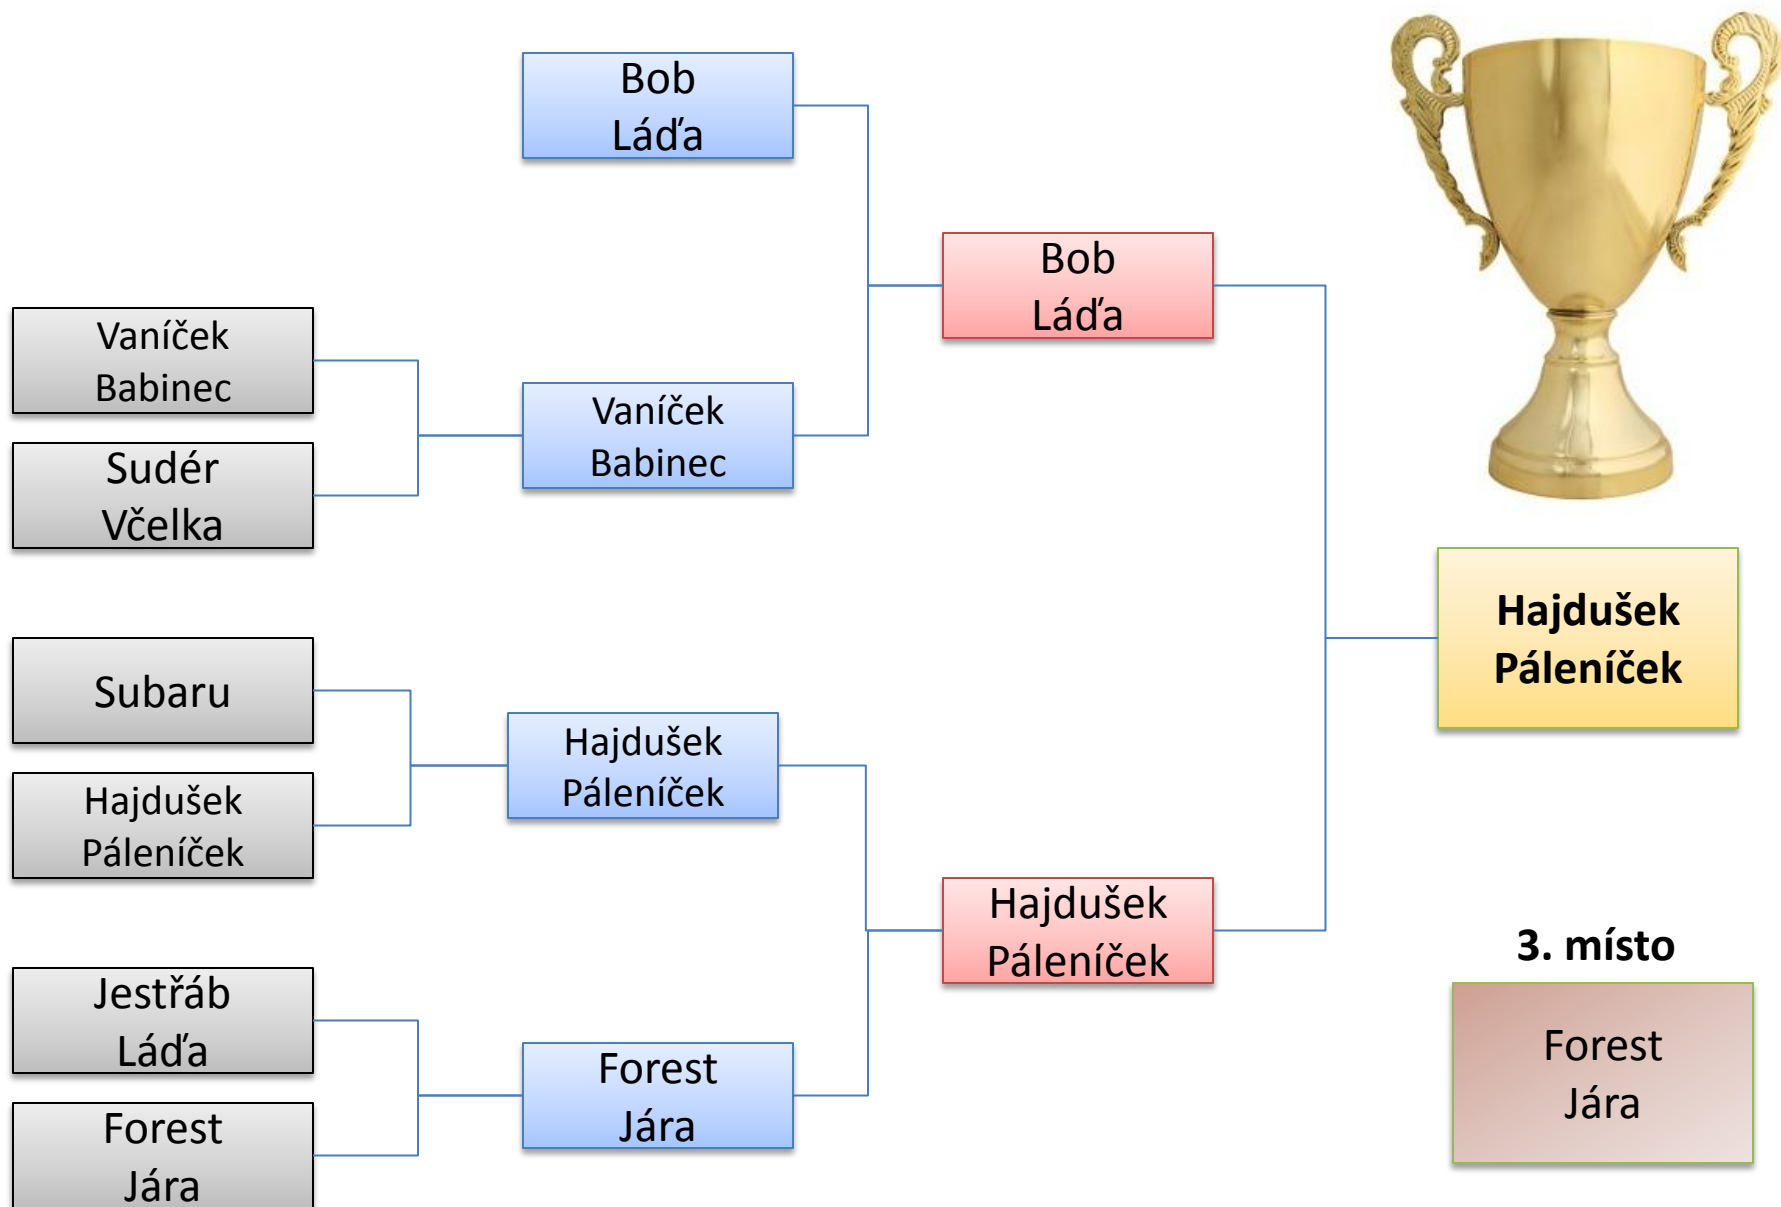 Bob
Láďa
Vaníček
Babinec
Sudér
Včelka
Vaníček
Babinec
Bob
Láďa
Subaru
Hajdušek
Páleníček
Hajdušek
Páleníček
Jestřáb
Láďa
Forest
Jára
Forest
Jára
Hajdušek
Páleníček
Hajdušek
Páleníček
3. místo
Forest
Jára